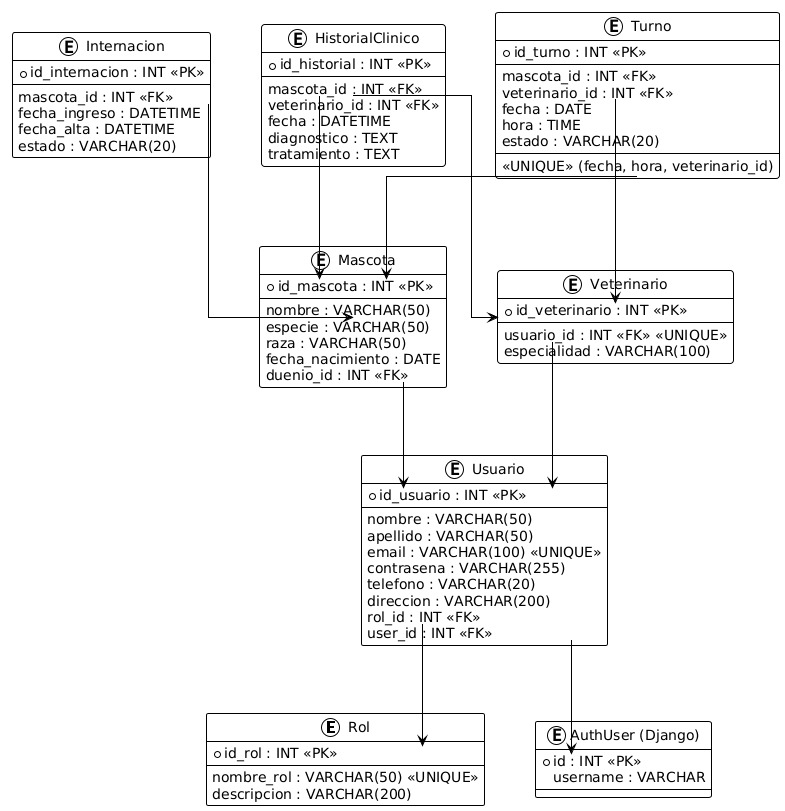 E Internacion
id_internacion : INT «PK»
mascota_id : INT «FK»
fecha_ingreso : DATETIME
fecha_alta : DATETIME
estado : VARCHAR(20)
E HistorialClinico
id_historial : INT «PK»
mascota_id : INT «FK»
veterinario_id : INT «FK»
fecha : DATETIME
diagnostico : TEXT
tratamiento : TEXT
E Turno
id_turno : INT «PK»
mascota_id : INT «FK»
veterinario_id : INT «FK»
fecha : DATE
hora : TIME
estado : VARCHAR(20)
«UNIQUE» (fecha, hora, veterinario_id)
E Mascota
id_mascota : INT «PK»
nombre : VARCHAR(50)
especie : VARCHAR(50)
raza : VARCHAR(50)
fecha_nacimiento : DATE
duenio_id : INT «FK»
E Veterinario
id_veterinario : INT «PK»
usuario_id : INT «FK» «UNIQUE»
especialidad : VARCHAR(100)
E Usuario
id_usuario : INT «PK»
nombre : VARCHAR(50)
apellido : VARCHAR(50)
email : VARCHAR(100) «UNIQUE»
contrasena : VARCHAR(255)
telefono : VARCHAR(20)
direccion : VARCHAR(200)
rol_id : INT «FK»
user_id : INT «FK»
E Rol
id_rol : INT «PK»
nombre_rol : VARCHAR(50) «UNIQUE»
descripcion : VARCHAR(200)
E AuthUser (Django)
id : INT «PK»
username : VARCHAR